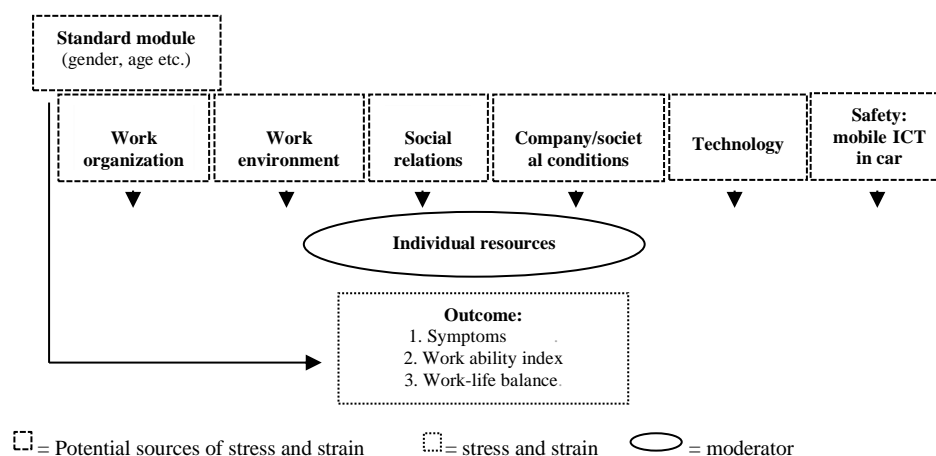 Standard module
(gender, age etc.)
Work
organization
Work
environment
Social
relations
Company/societ
al conditions
Technology
Safety:
mobile ICT
in car
Individual resources
Outcome:
1. Symptoms
2. Work ability index
3. Work-life balance.
= Potential sources of stress and strain
= stress and strain
= moderator